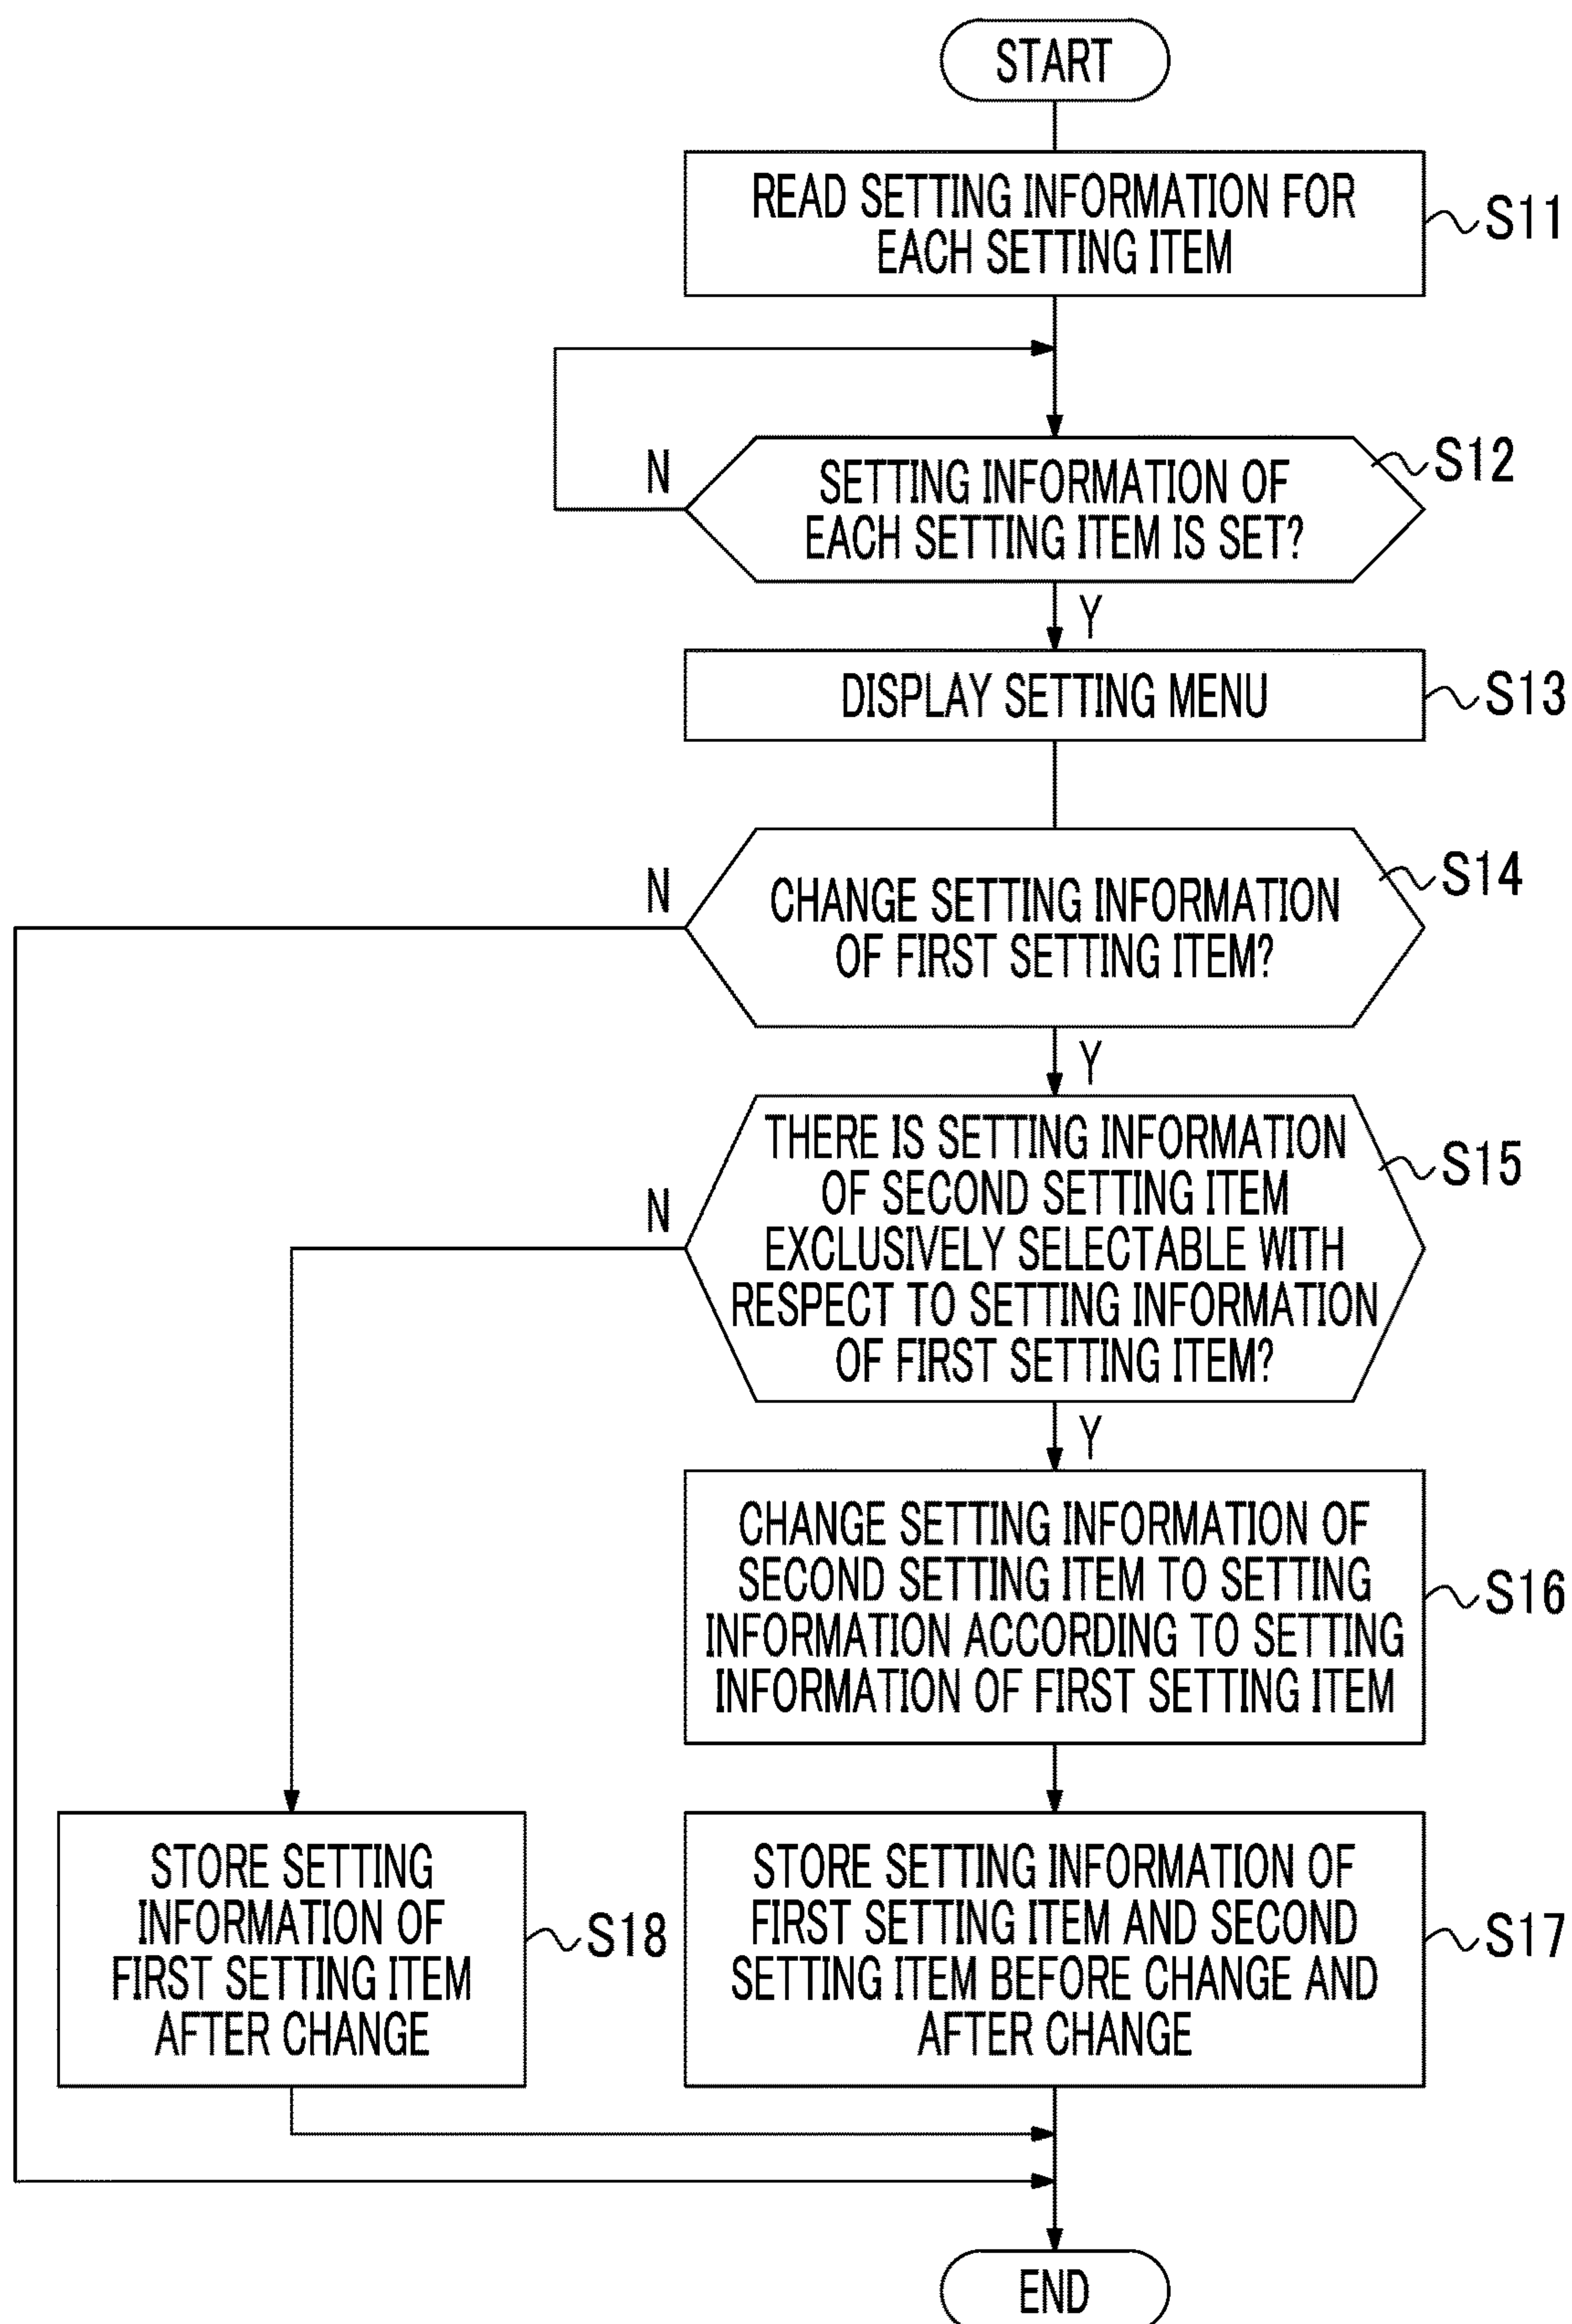 START
READ SETTING INFORMATION FOR
EACH SETTING ITEM
S11
N
SETTING INFORMATION OF
EACH SETTING ITEM IS SET?
S12
Y
DISPLAY SETTING MENU
S13
N
CHANGE SETTING INFORMATION
OF FIRST SETTING ITEM?
S14
Y
THERE IS SETTING INFORMATION
OF SECOND SETTING ITEM
EXCLUSIVELY SELECTABLE WITH
RESPECT TO SETTING INFORMATION
OF FIRST SETTING ITEM?
S15
N
Y
CHANGE SETTING INFORMATION OF
SECOND SETTING ITEM TO SETTING
INFORMATION ACCORDING TO SETTING
INFORMATION OF FIRST SETTING ITEM
S16
STORE SETTING
INFORMATION OF
FIRST SETTING ITEM
AFTER CHANGE
S18
STORE SETTING INFORMATION OF
FIRST SETTING ITEM AND SECOND
SETTING ITEM BEFORE CHANGE AND
AFTER CHANGE
S17
END